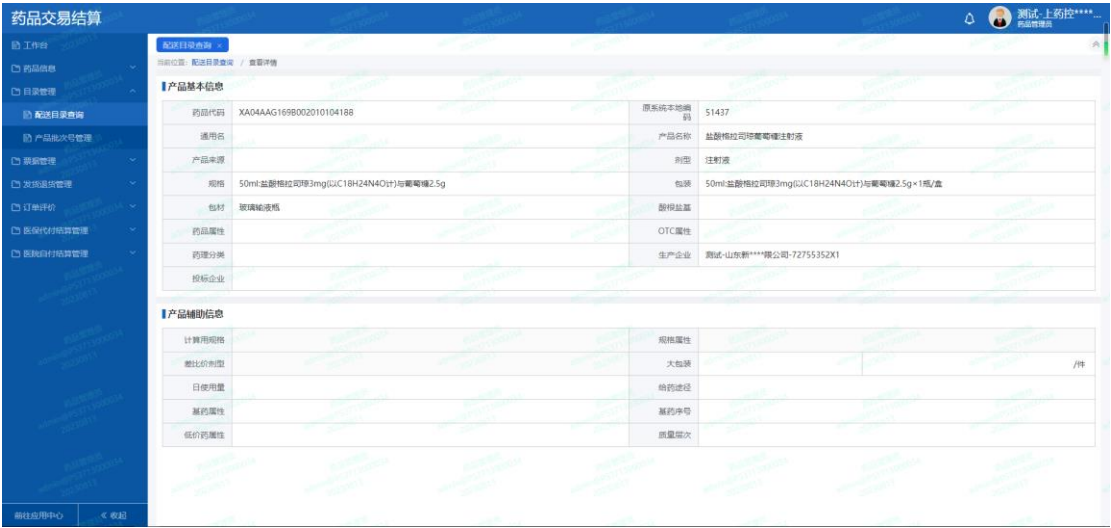 药品交易结算
测试-上药控****...
药品管理员
工作台
药品信息
目录管理
配送目录查询
产品批次号管理
票据管理
发货退货管理
订单评价
医保代付结算管理
医院自付结算管理
前往应用中心
收起
配送目录查询 ×
当前位置: 配送目录查询 / 查看详情
产品基本信息
药品代码 XA04AAG169B002010104188 原系统本地编码 51437
通用名 产品名称 盐酸格拉司琼葡萄糖注射液
产品来源 剂型 注射液
规格 50ml:盐酸格拉司琼3mg(以C18H24N4O计)与葡萄糖2.5g 包装 50ml:盐酸格拉司琼3mg(以C18H24N4O计)与葡萄糖2.5g×1瓶/盒
包材 玻璃输液瓶 酸根盐基
药品属性 OTC属性
药理分类 生产企业 测试-山东新****限公司-72755352X1
投标企业
产品辅助信息
计算用规格 规格属性
差比价剂型 大包装 /件
日使用量 给药途径
基药属性 基药序号
低价药属性 质量层次